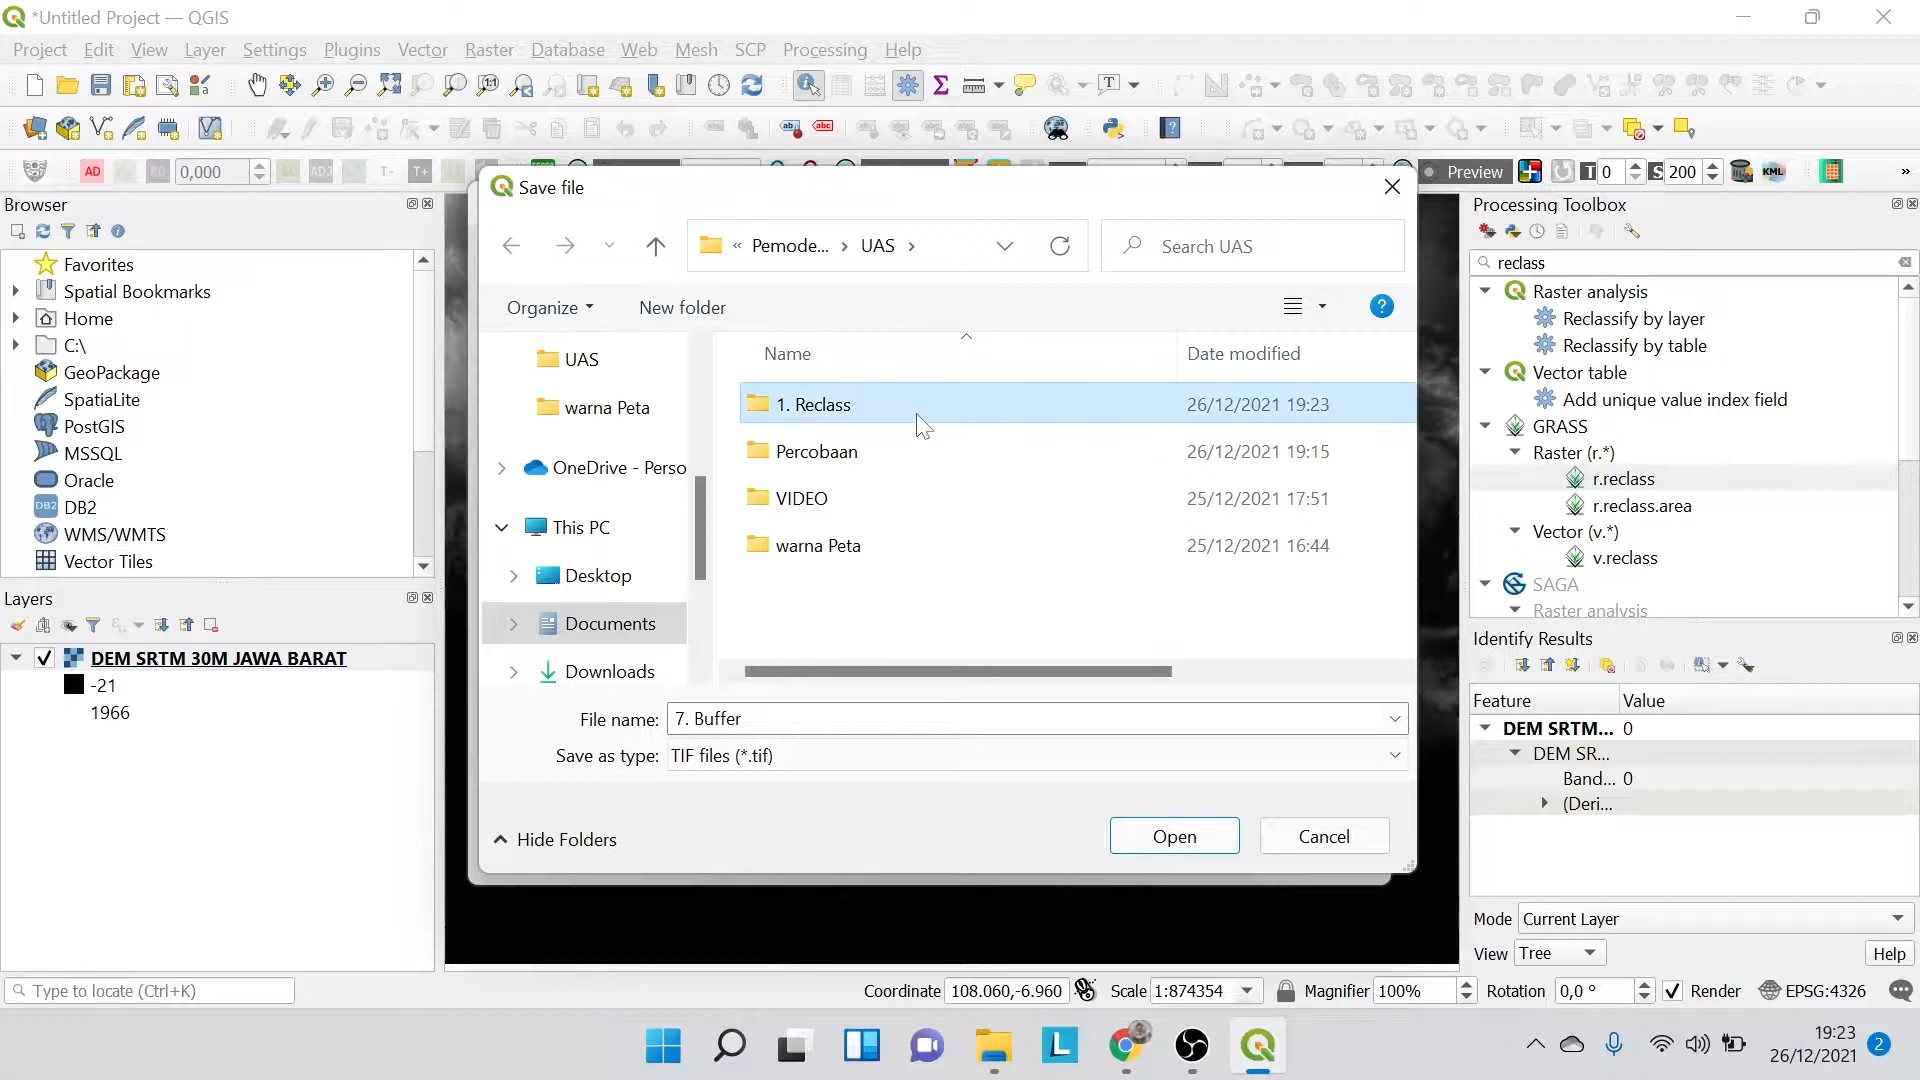 *Untitled Project — QGIS
Project Edit View Layer Settings Plugins Vector Raster Database Web Mesh SCP Processing Help
0,000
Preview T 0 S 200 KML »
Browser
Favorites
Spatial Bookmarks
Home
C:\
GeoPackage
SpatiaLite
PostGIS
MSSQL
Oracle
DB2
WMS/WMTS
Vector Tiles
Layers
DEM SRTM 30M JAWA BARAT
-21
1966
Save file
« Pemode... › UAS ›
Search UAS
Organize
New folder
UAS
warna Peta
OneDrive - Perso
This PC
Desktop
Documents
Downloads
Name Date modified
1. Reclass 26/12/2021 19:23
Percobaan 26/12/2021 19:15
VIDEO 25/12/2021 17:51
warna Peta 25/12/2021 16:44
File name: 7. Buffer
Save as type: TIF files (*.tif)
Hide Folders
Open
Cancel
Processing Toolbox
reclass
Raster analysis
Reclassify by layer
Reclassify by table
Vector table
Add unique value index field
GRASS
Raster (r.*)
r.reclass
r.reclass.area
Vector (v.*)
v.reclass
SAGA
Raster analysis
Identify Results
Feature Value
DEM SRTM... 0
DEM SR...
Band... 0
(Deri...
Mode Current Layer
View Tree
Help
Type to locate (Ctrl+K)
Coordinate 108.060,-6.960 Scale 1:874354 Magnifier 100% Rotation 0,0 ° Render EPSG:4326
19:23
26/12/2021
2